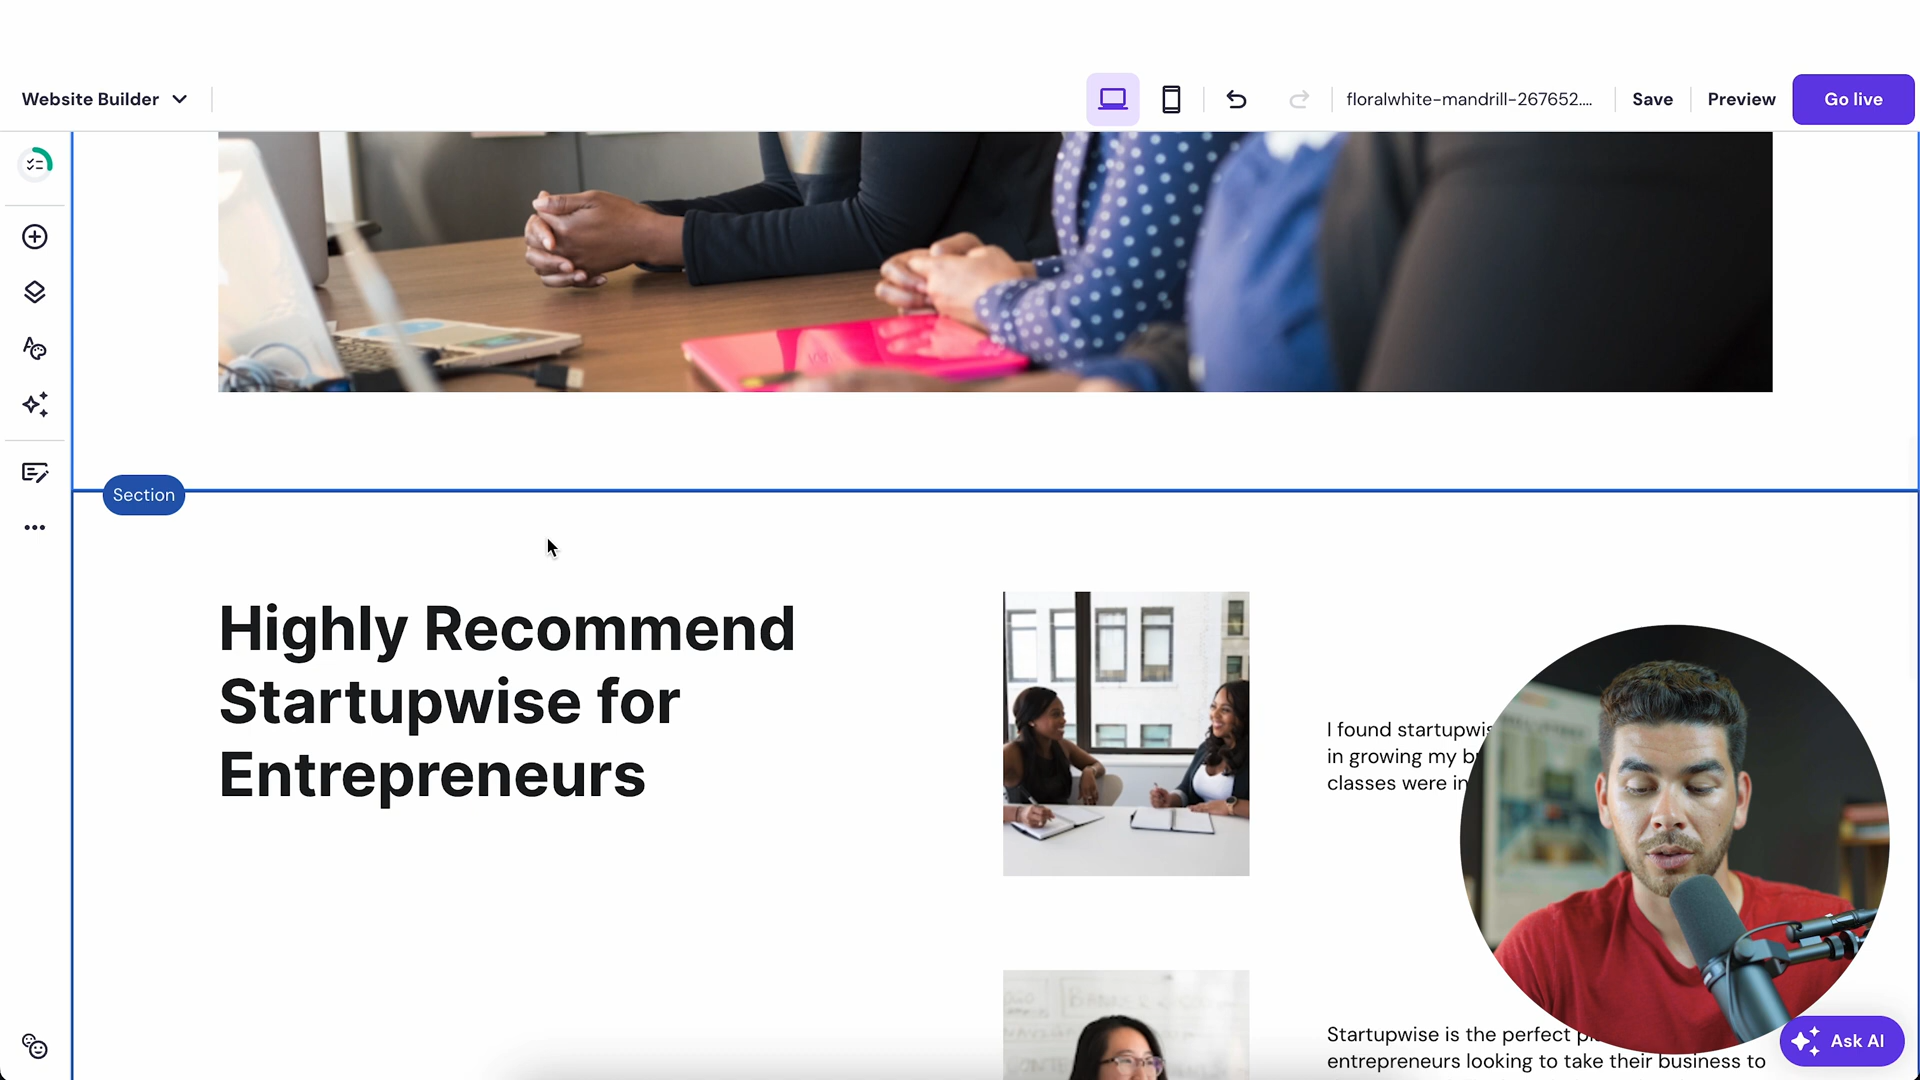 Website Builder
floralwhite-mandrill-267652....
Save
Preview
Go live
Section
Highly Recommend
Startupwise for
Entrepreneurs
I found startupwis
in growing my b
classes were in
Startupwise is the perfect
entrepreneurs looking to take their business to
Ask AI